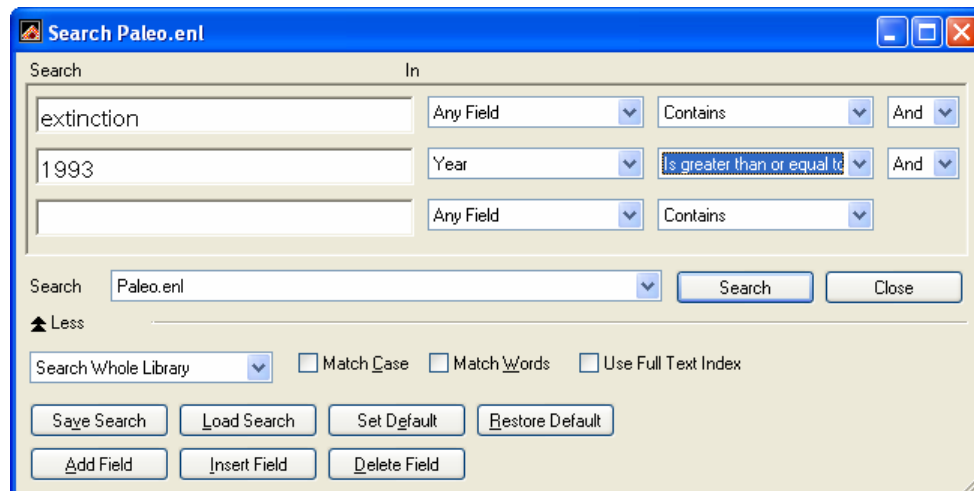 Search Paleo.enl
Search In
extinction Any Field Contains And
1993 Year Is greater than or equal to And
Any Field Contains
Search Paleo.enl Search Close
Less
Search Whole Library Match Case Match Words Use Full Text Index
Save Search Load Search Set Default Restore Default
Add Field Insert Field Delete Field